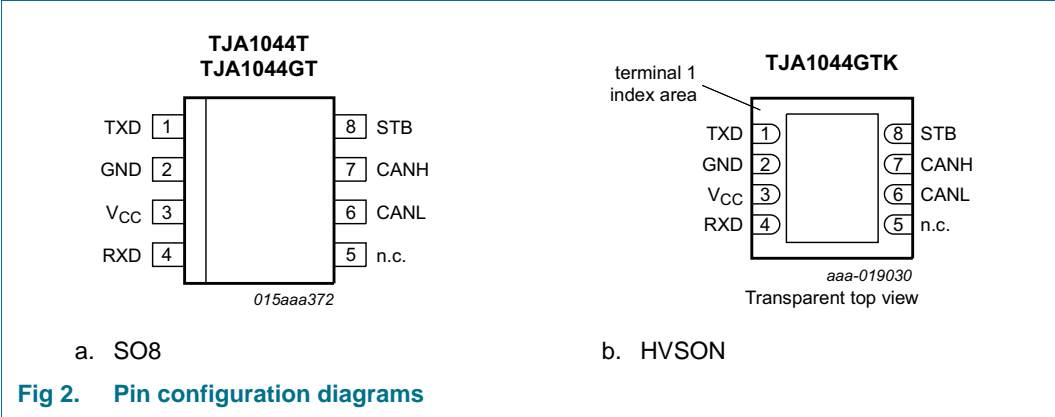 TJA1044T
TJA1044GT
TXD 1
GND 2
VCC 3
RXD 4
8 STB
7 CANH
6 CANL
5 n.c.
015aaa372
a. SO8
TJA1044GTK
terminal 1
index area
TXD 1
GND 2
VCC 3
RXD 4
8 STB
7 CANH
6 CANL
5 n.c.
aaa-019030
Transparent top view
b. HVSON
Fig 2. Pin configuration diagrams